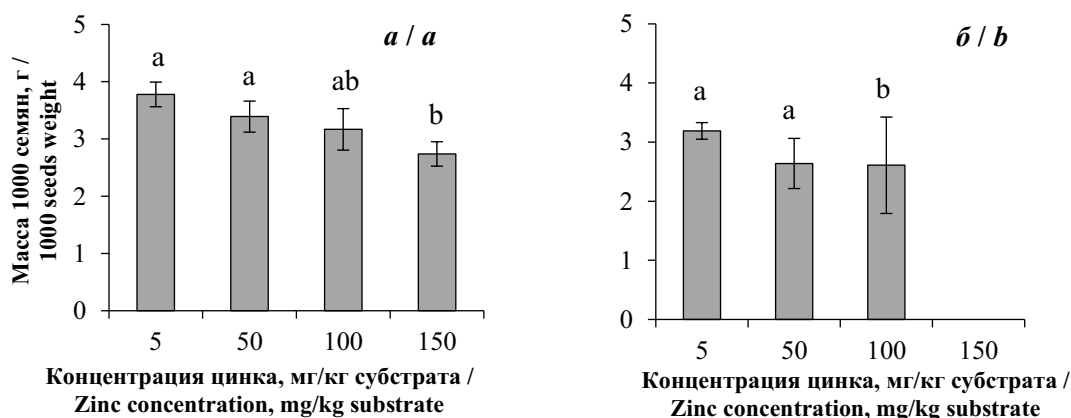 а / a
Масса 1000 семян, г /
1000 seeds weight
5
4
3
2
1
0
a
a
ab
b
5 50 100 150
Концентрация цинка, мг/кг субстрата /
Zinc concentration, mg/kg substrate
б / b
5
4
3
2
1
0
a
a
b
5 50 100 150
Концентрация цинка, мг/кг субстрата /
Zinc concentration, mg/kg substrate